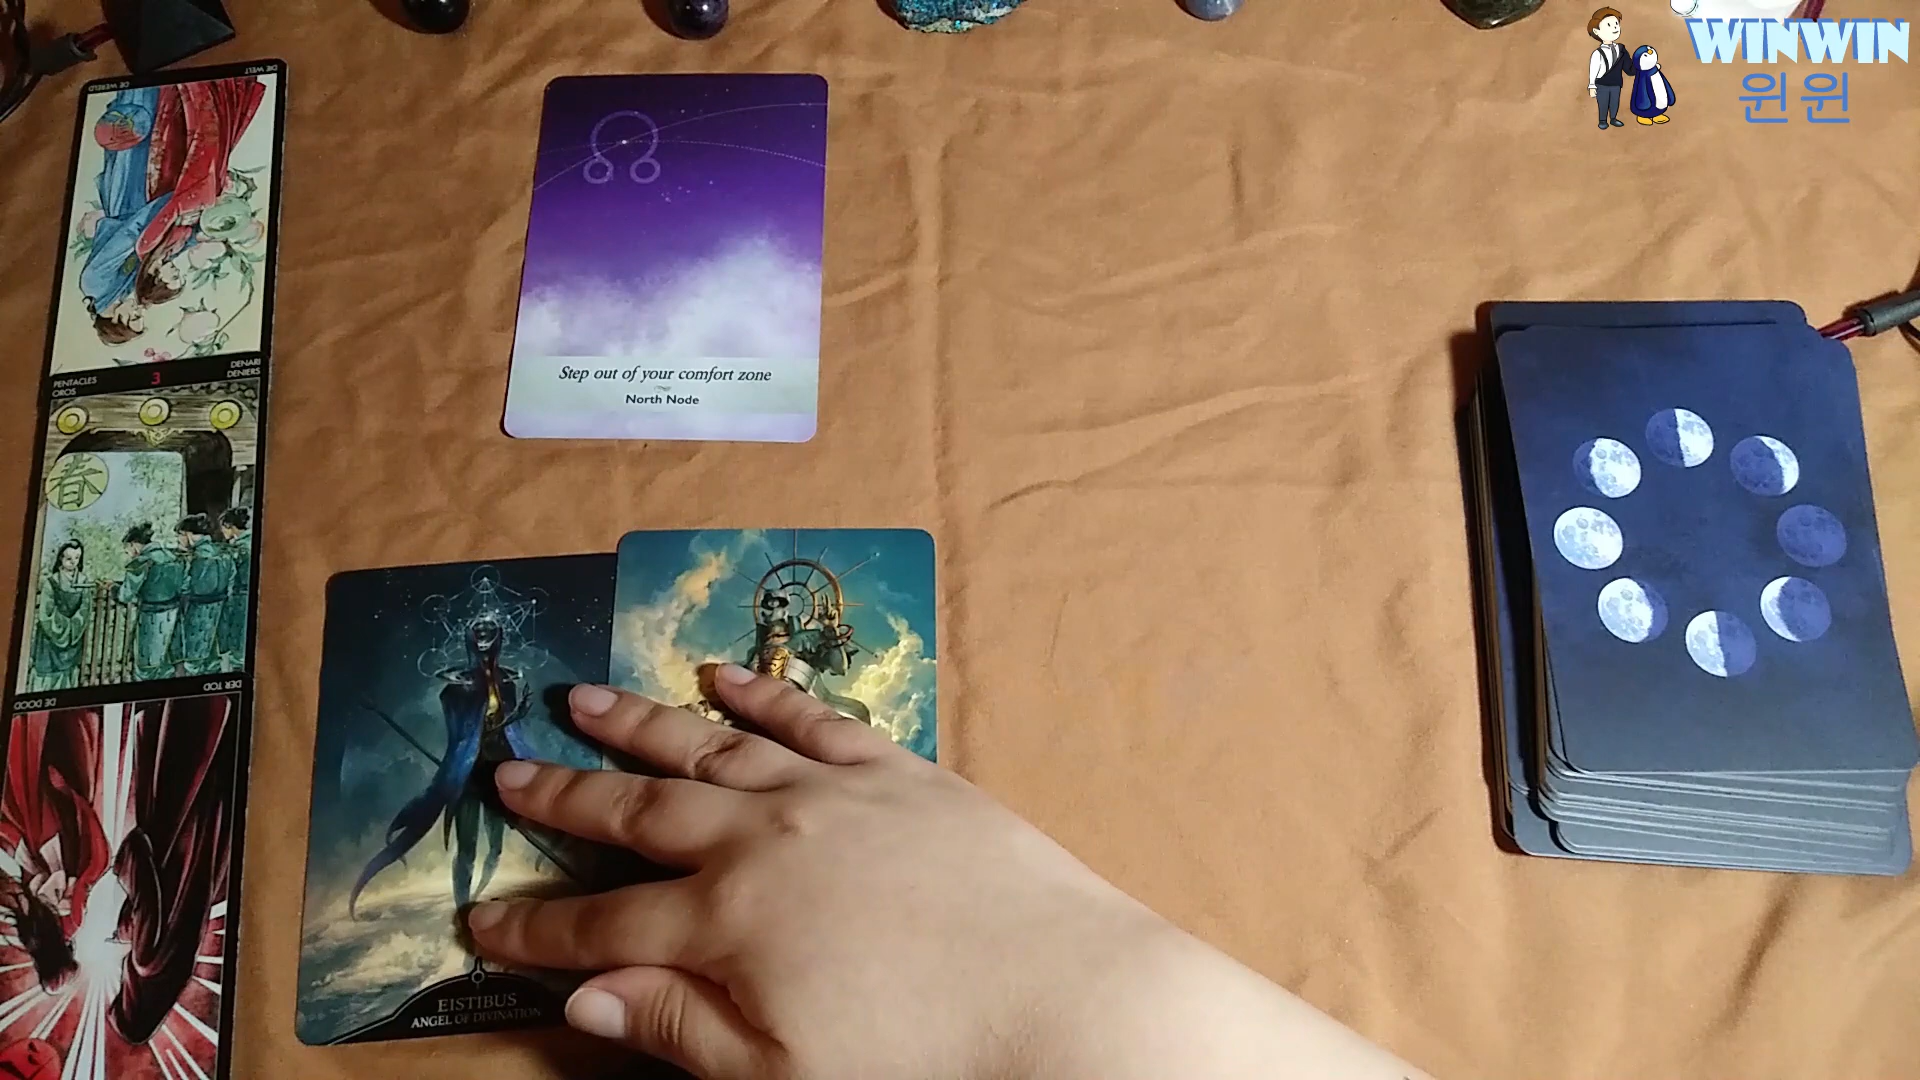 WINWIN
윈윈
DIE WELT
DE WERELD
Step out of your comfort zone
North Node
PENTACLES
OROS
3
DENARI
DENIERS
春
DER TOD
DE DOOD
EISTIBUS
ANGEL OF DIVINATION